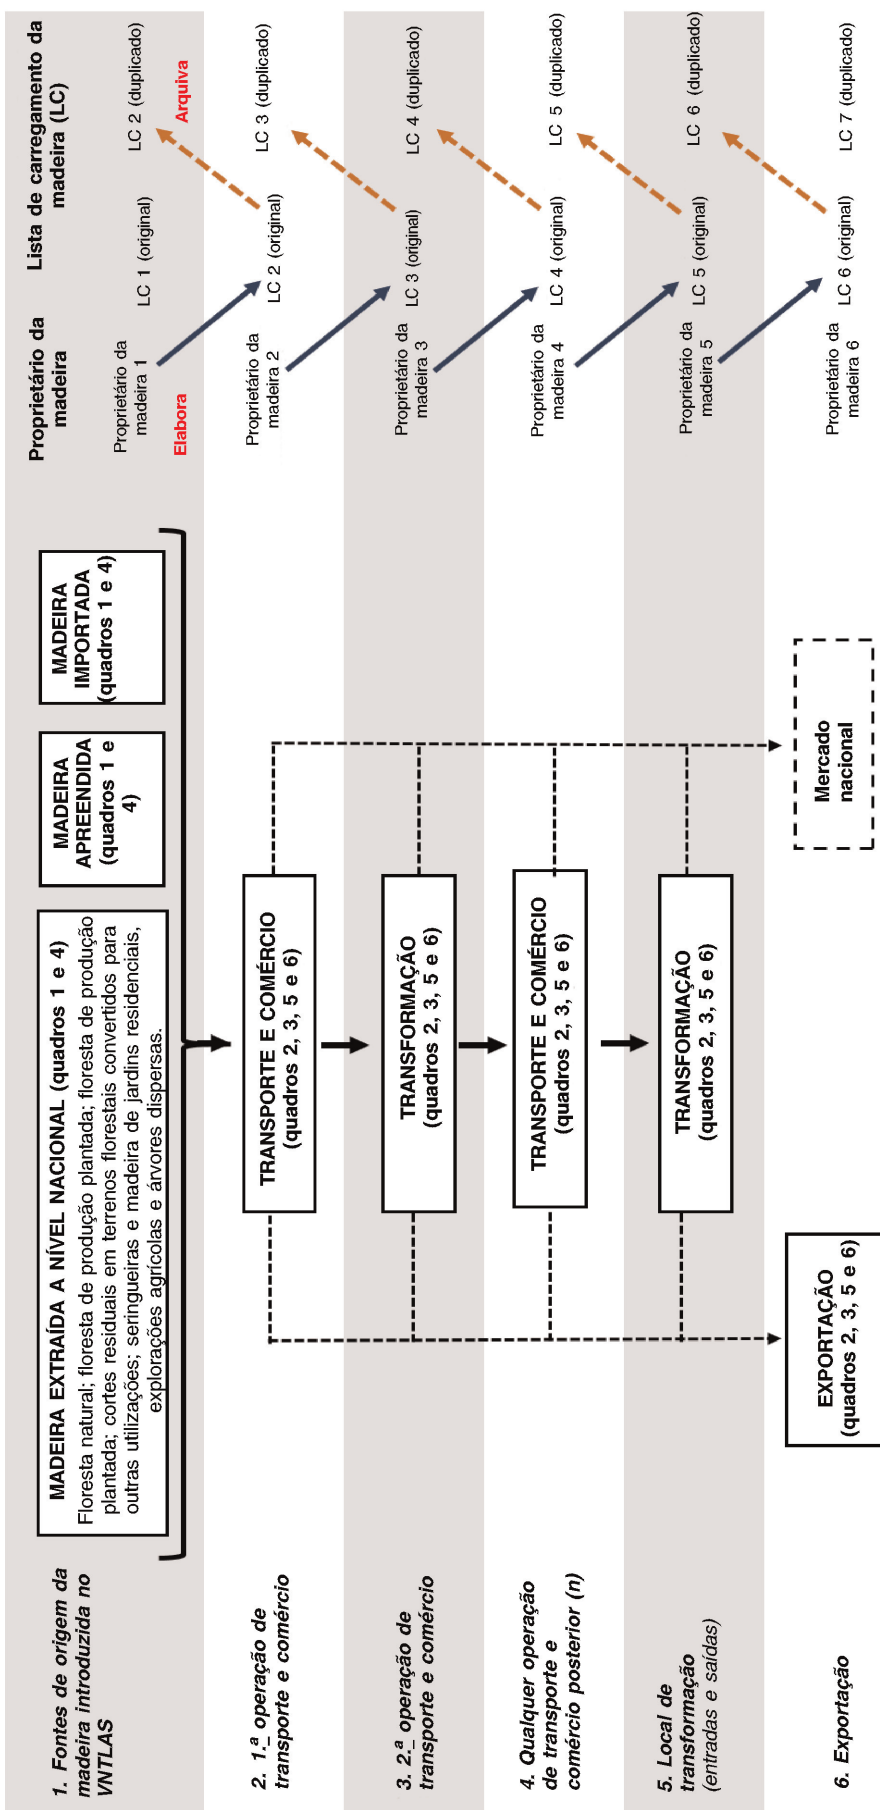 Proprietário da
madeira
Lista de carregamento da
madeira (LC)
1. Fontes de origem da
madeira introduzida no
VNTLAS
MADEIRA EXTRAÍDA A NÍVEL NACIONAL (quadros 1 e 4)
Floresta natural; floresta de produção plantada; floresta de produção
plantada; cortes residuais em terrenos florestais convertidos para
outras utilizações; seringueiras e madeira de jardins residenciais,
explorações agrícolas e árvores dispersas.
MADEIRA
APREENDIDA
(quadros 1 e
4)
MADEIRA
IMPORTADA
(quadros 1 e 4)
Proprietário da
madeira 1
LC 1 (original)
LC 2 (duplicado)
Elabora
Arquiva
2. 1.ª operação de
transporte e comércio
TRANSPORTE E COMÉRCIO
(quadros 2, 3, 5 e 6)
Proprietário da
madeira 2
LC 2 (original)
LC 3 (duplicado)
3. 2.ª operação de
transporte e comércio
TRANSFORMAÇÃO
(quadros 2, 3, 5 e 6)
Proprietário da
madeira 3
LC 3 (original)
LC 4 (duplicado)
4. Qualquer operação
de transporte e
comércio posterior (n)
TRANSPORTE E COMÉRCIO
(quadros 2, 3, 5 e 6)
Proprietário da
madeira 4
LC 4 (original)
LC 5 (duplicado)
5. Local de
transformação
(entradas e saídas)
TRANSFORMAÇÃO
(quadros 2, 3, 5 e 6)
Proprietário da
madeira 5
LC 5 (original)
LC 6 (duplicado)
6. Exportação
EXPORTAÇÃO
(quadros 2, 3, 5 e 6)
Mercado
nacional
Proprietário da
madeira 6
LC 6 (original)
LC 7 (duplicado)